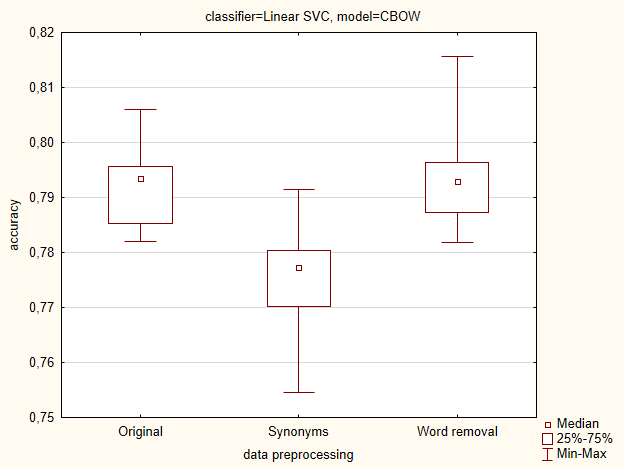 classifier=Linear SVC, model=CBOW
0,82
0,81
0,80
0,79
0,78
0,77
0,76
0,75
accuracy
Original
Synonyms
Word removal
data preprocessing
Median
25%-75%
Min-Max